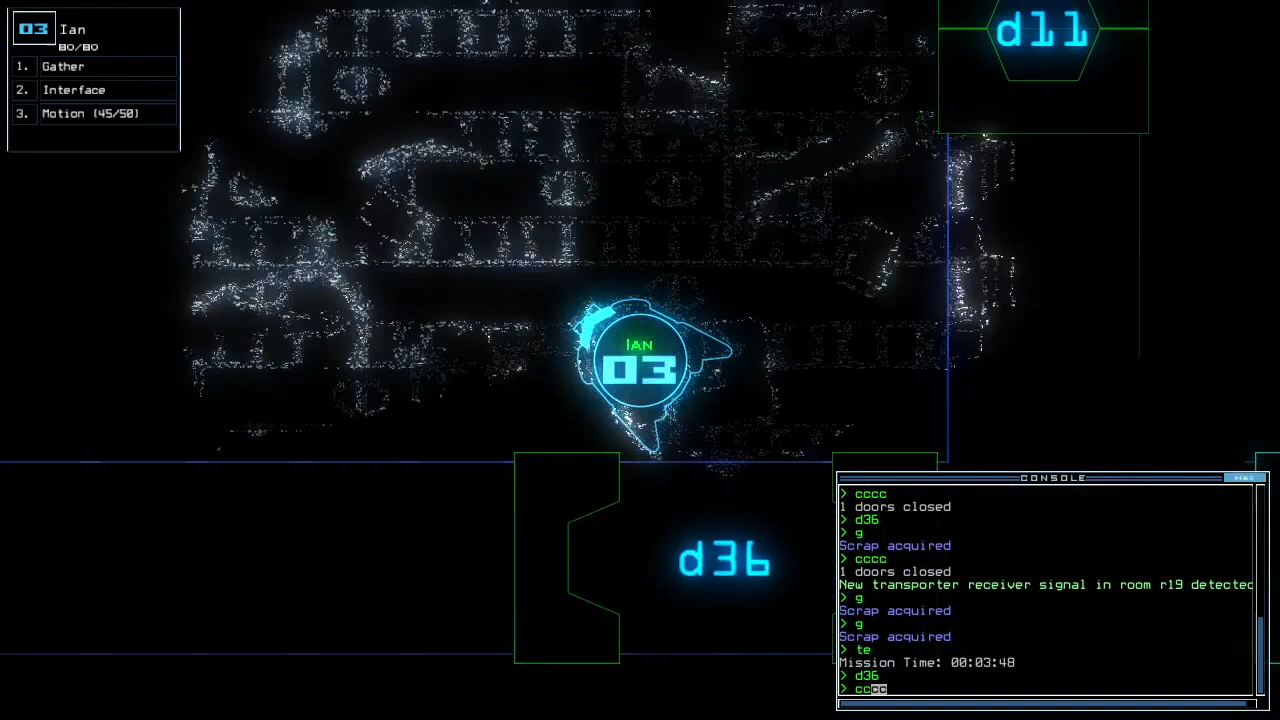 03 Ian
80/80
1. Gather
2. Interface
3. Motion (45/50)
d11
IAN
03
d36
CONSOLE
> cccc
1 doors closed
> d36
> g
Scrap acquired
> cccc
1 doors closed
New transporter receiver signal in room r19 detected
> g
Scrap acquired
> g
Scrap acquired
> te
Mission Time: 00:03:48
> d36
> cccc